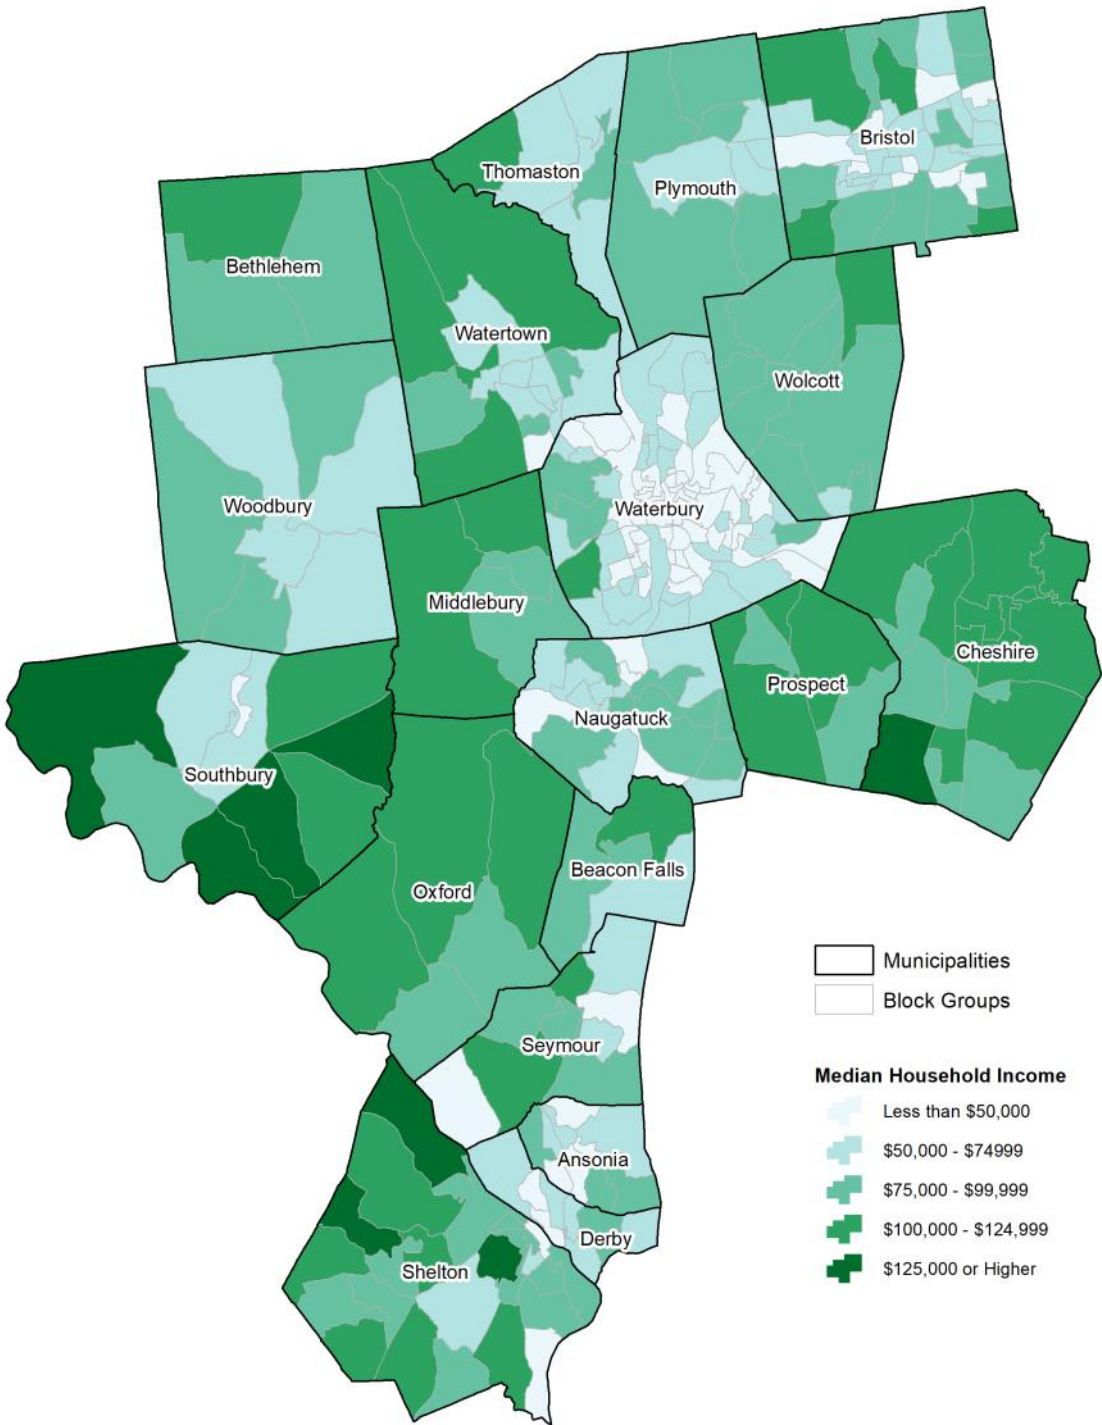 Bristol
Thomaston
Plymouth
Bethlehem
Watertown
Wolcott
Woodbury
Waterbury
Middlebury
Cheshire
Prospect
Naugatuck
Southbury
Beacon Falls
Oxford
Municipalities
Block Groups
Seymour
Median Household Income
Less than $50,000
$50,000 - $74999
Ansonia
$75,000 - $99,999
$100,000 - $124,999
Derby
$125,000 or Higher
Shelton